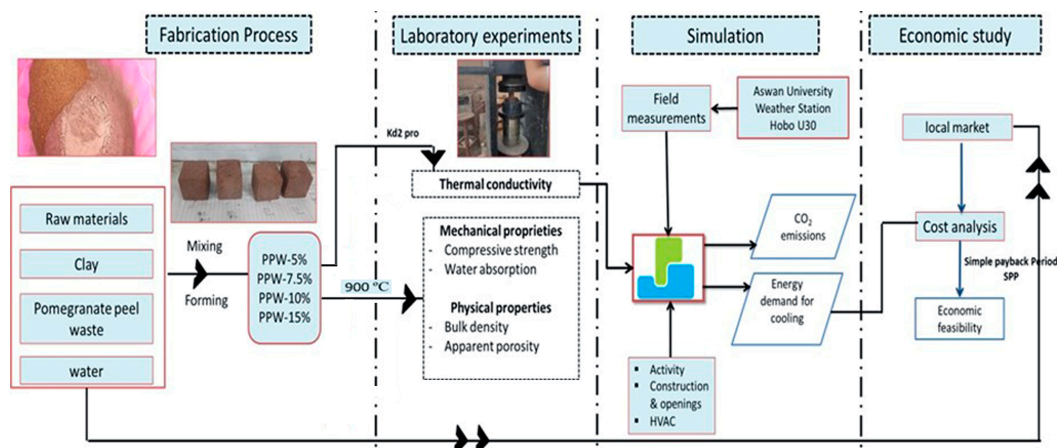 Fabrication Process
Laboratory experiments
Simulation
Economic study
Raw materials
Clay
Pomegranate peel
waste
water
Mixing
Forming
PPW-5%
PPW-7.5%
PPW-10%
PPW-15%
Kd2 pro
900 °C
Thermal conductivity
Mechanical proprieties
- Compressive strength
- Water absorption
Physical properties
- Bulk density
- Apparent porosity
Field
measurements
Aswan University
Weather Station
Hobo U30
CO2
emissions
Energy
demand for
cooling
▪ Activity
▪ Construction
& openings
▪ HVAC
local market
Cost analysis
Simple payback Period
SPP
Economic
feasibility